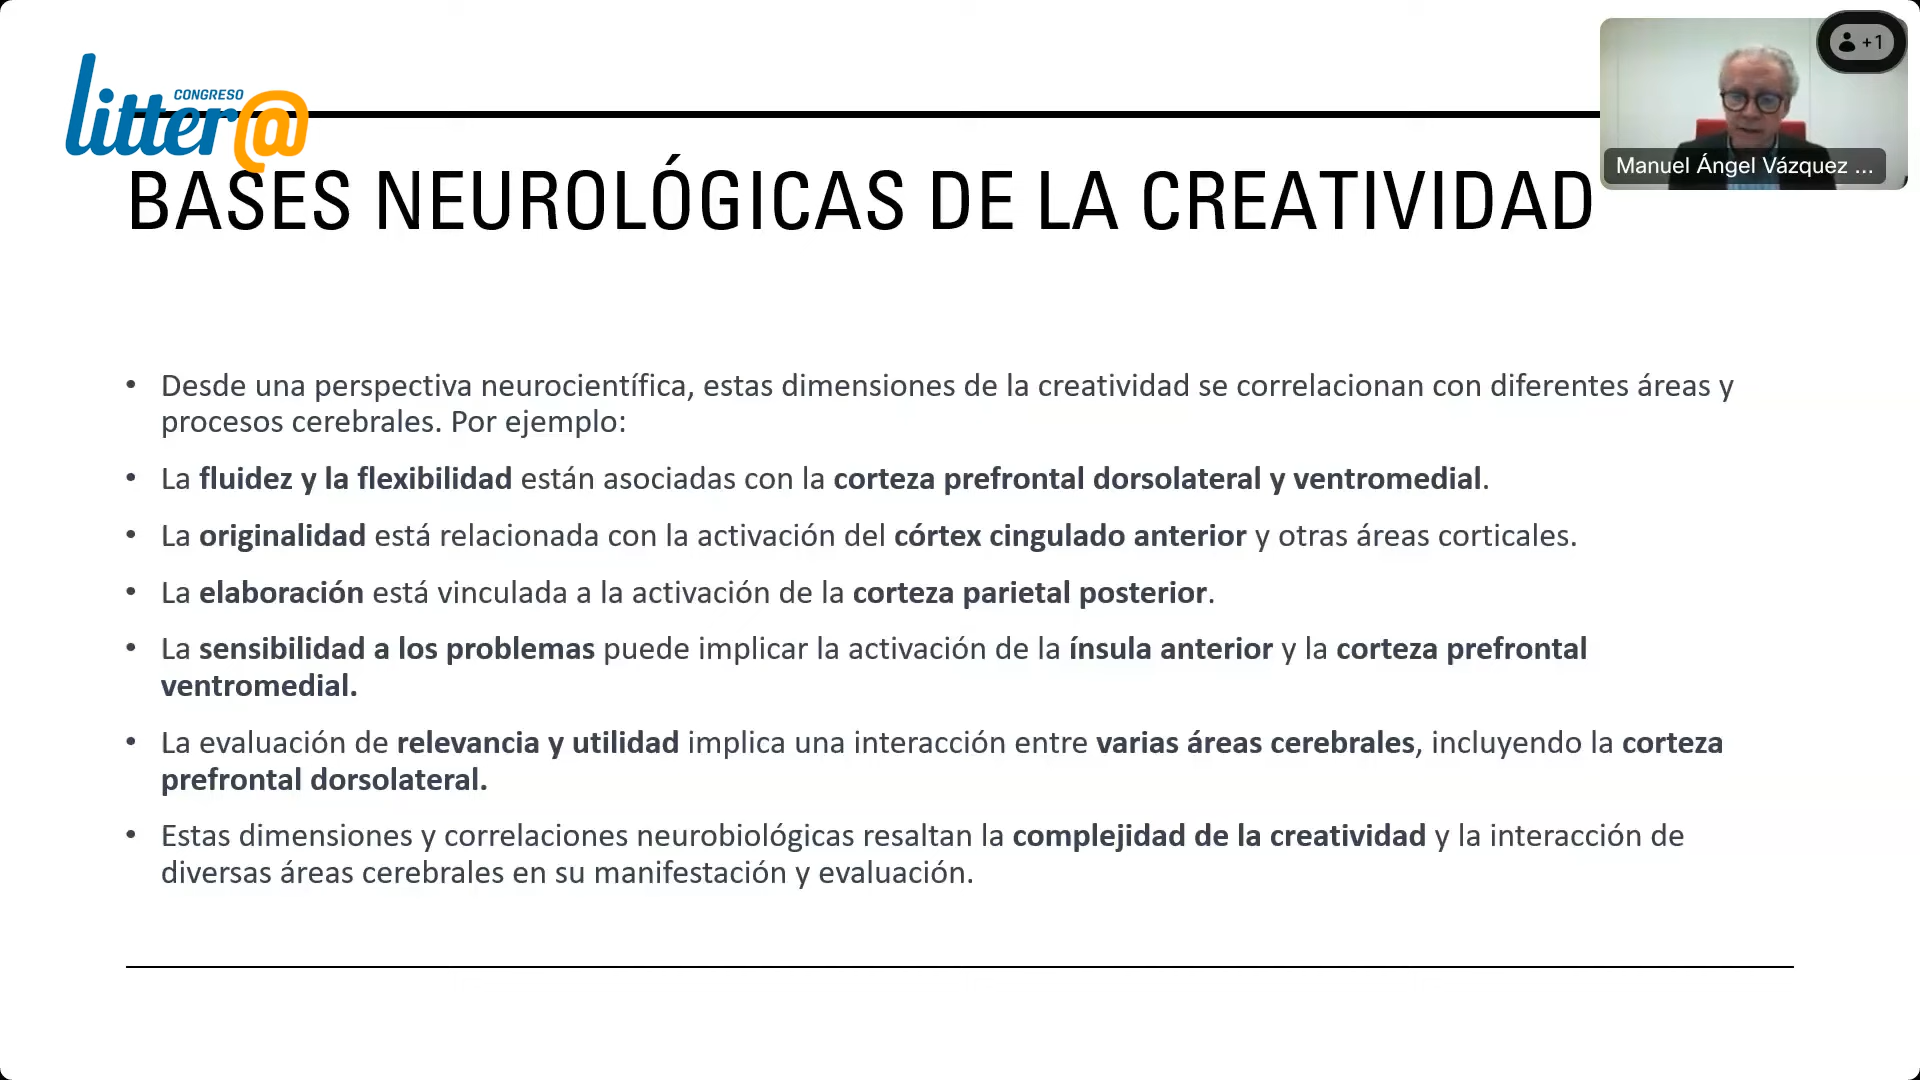 CONGRESO
litter@
+1
Manuel Ángel Vázquez ...
BASES NEUROLÓGICAS DE LA CREATIVIDAD
• Desde una perspectiva neurocientífica, estas dimensiones de la creatividad se correlacionan con diferentes áreas y
procesos cerebrales. Por ejemplo:
• La fluidez y la flexibilidad están asociadas con la corteza prefrontal dorsolateral y ventromedial.
• La originalidad está relacionada con la activación del córtex cingulado anterior y otras áreas corticales.
• La elaboración está vinculada a la activación de la corteza parietal posterior.
• La sensibilidad a los problemas puede implicar la activación de la ínsula anterior y la corteza prefrontal
ventromedial.
• La evaluación de relevancia y utilidad implica una interacción entre varias áreas cerebrales, incluyendo la corteza
prefrontal dorsolateral.
• Estas dimensiones y correlaciones neurobiológicas resaltan la complejidad de la creatividad y la interacción de
diversas áreas cerebrales en su manifestación y evaluación.